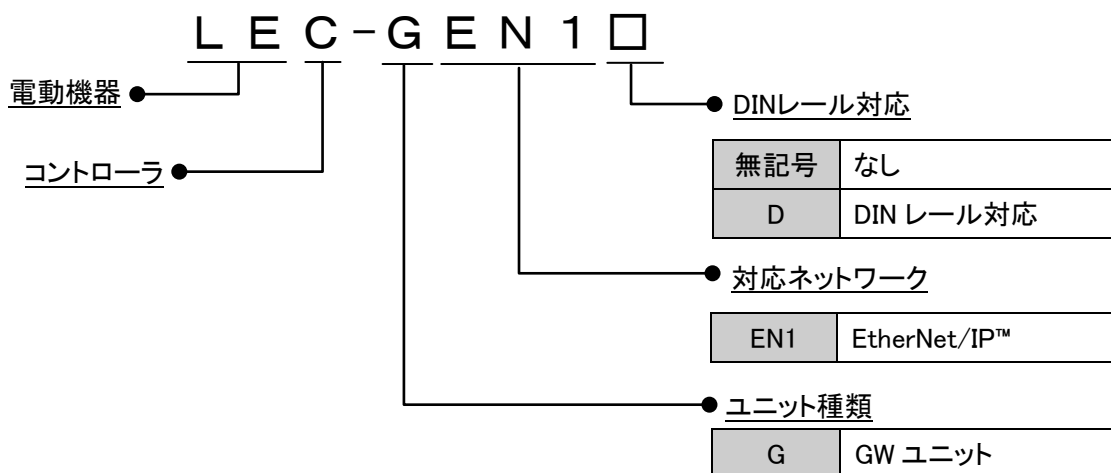 LEC-GEN1□
電動機器
DINレール対応
コントローラ
無記号 なし
D DIN レール対応
対応ネットワーク
EN1 EtherNet/IP™
ユニット種類
G GW ユニット